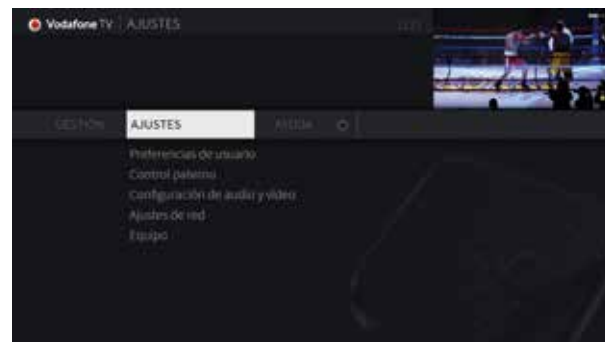 Vodafone TV AJUSTES
GESTIÓN AJUSTES AYUDA
Preferencias de usuario
Control paterno
Configuración de audio y vídeo
Ajustes de red
Equipo